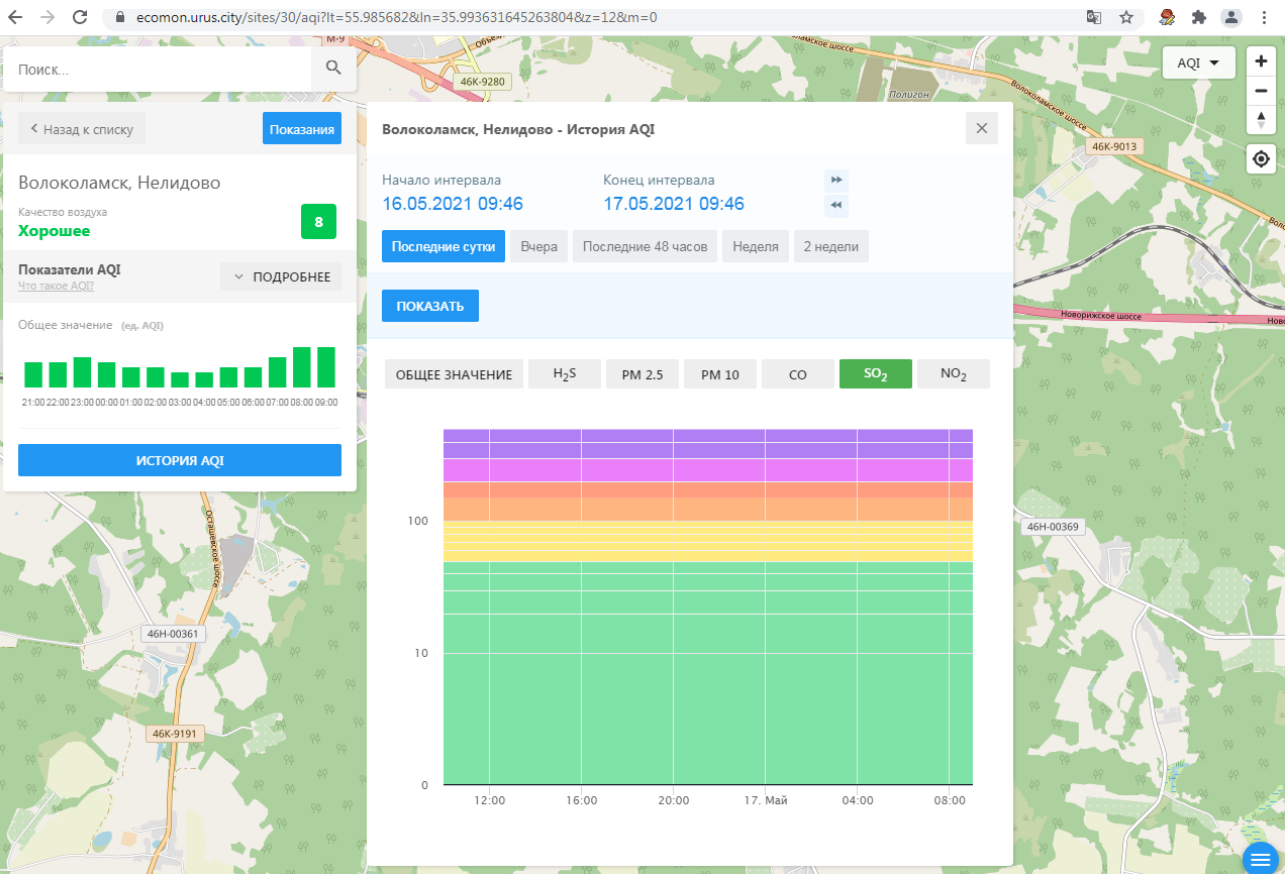 ecomon.urus.city/sites/30/aqi?lt=55.985682&ln=35.993631645263804&z=12&m=0
М-9
Волоколамское шоссе
Поиск...
46К-9280
Полигон
AQI
Волоколамское шоссе
Назад к списку
Показания
Волоколамск, Нелидово - История AQI
46К-9013
Волоколамск, Нелидово
Начало интервала
Конец интервала
16.05.2021 09:46
17.05.2021 09:46
Качество воздуха
Хорошее
8
Последние сутки
Вчера
Последние 48 часов
Неделя
2 недели
Показатели AQI
Что такое AQI?
ПОДРОБНЕЕ
ПОКАЗАТЬ
Новорижское шоссе
Общее значение (ед. AQI)
21:00 22:00 23:00 00:00 01:00 02:00 03:00 04:00 05:00 06:00 07:00 08:00 09:00
ОБЩЕЕ ЗНАЧЕНИЕ
H2S
PM 2.5
PM 10
CO
SO2
NO2
ИСТОРИЯ AQI
Осташевское шоссе
100
46Н-00369
46Н-00361
10
46К-9191
0
12:00
16:00
20:00
17. Май
04:00
08:00